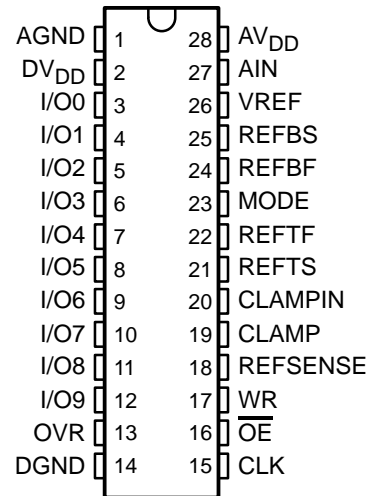 AGND 1 28 AVDD
DVDD 2 27 AIN
I/O0 3 26 VREF
I/O1 4 25 REFBS
I/O2 5 24 REFBF
I/O3 6 23 MODE
I/O4 7 22 REFTF
I/O5 8 21 REFTS
I/O6 9 20 CLAMPIN
I/O7 10 19 CLAMP
I/O8 11 18 REFSENSE
I/O9 12 17 WR
OVR 13 16 O̅E̅
DGND 14 15 CLK